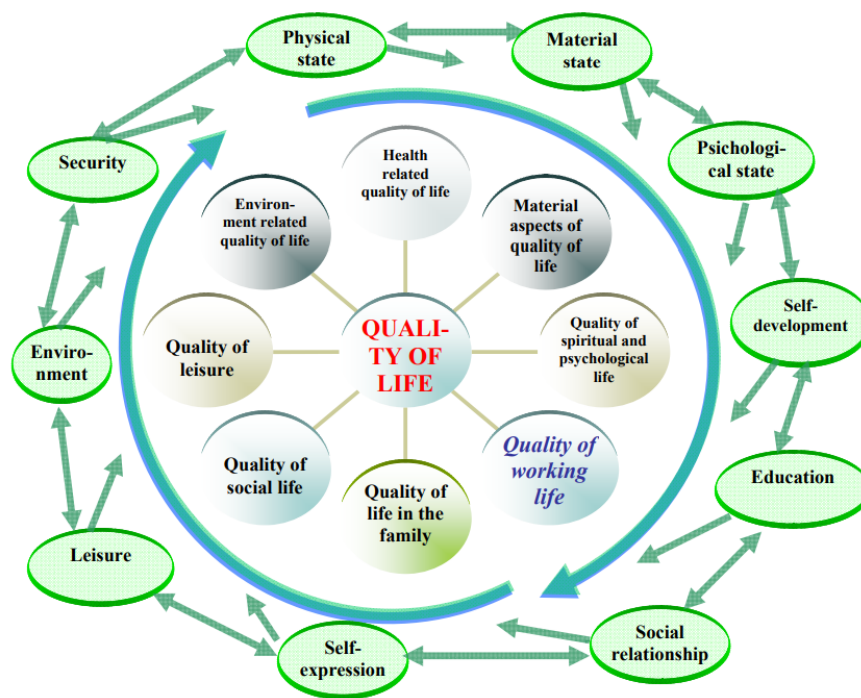 Physical
state
Material
state
Psichologi-
cal state
Self-
development
Education
Social
relationship
Self-
expression
Leisure
Enviro-
nment
Security
Health
related
quality of
life
Material
aspects of
quality of
life
Quality of
spiritual and
psychological
life
Quality of
working
life
Quality of
life in the
family
Quality of
social life
Quality of
leisure
Environ-
ment related
quality of life
QUALI-
TY OF
LIFE